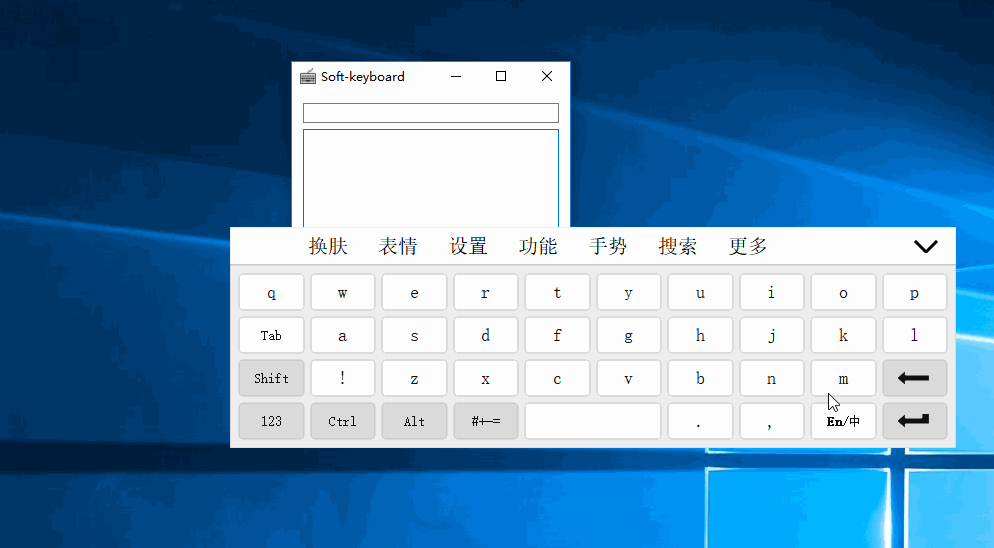 Soft-keyboard
换肤 表情 设置 功能 手势 搜索 更多
q w e r t y u i o p
Tab a s d f g h j k l
Shift ! z x c v b n m
123 Ctrl Alt #+-= . , En/中